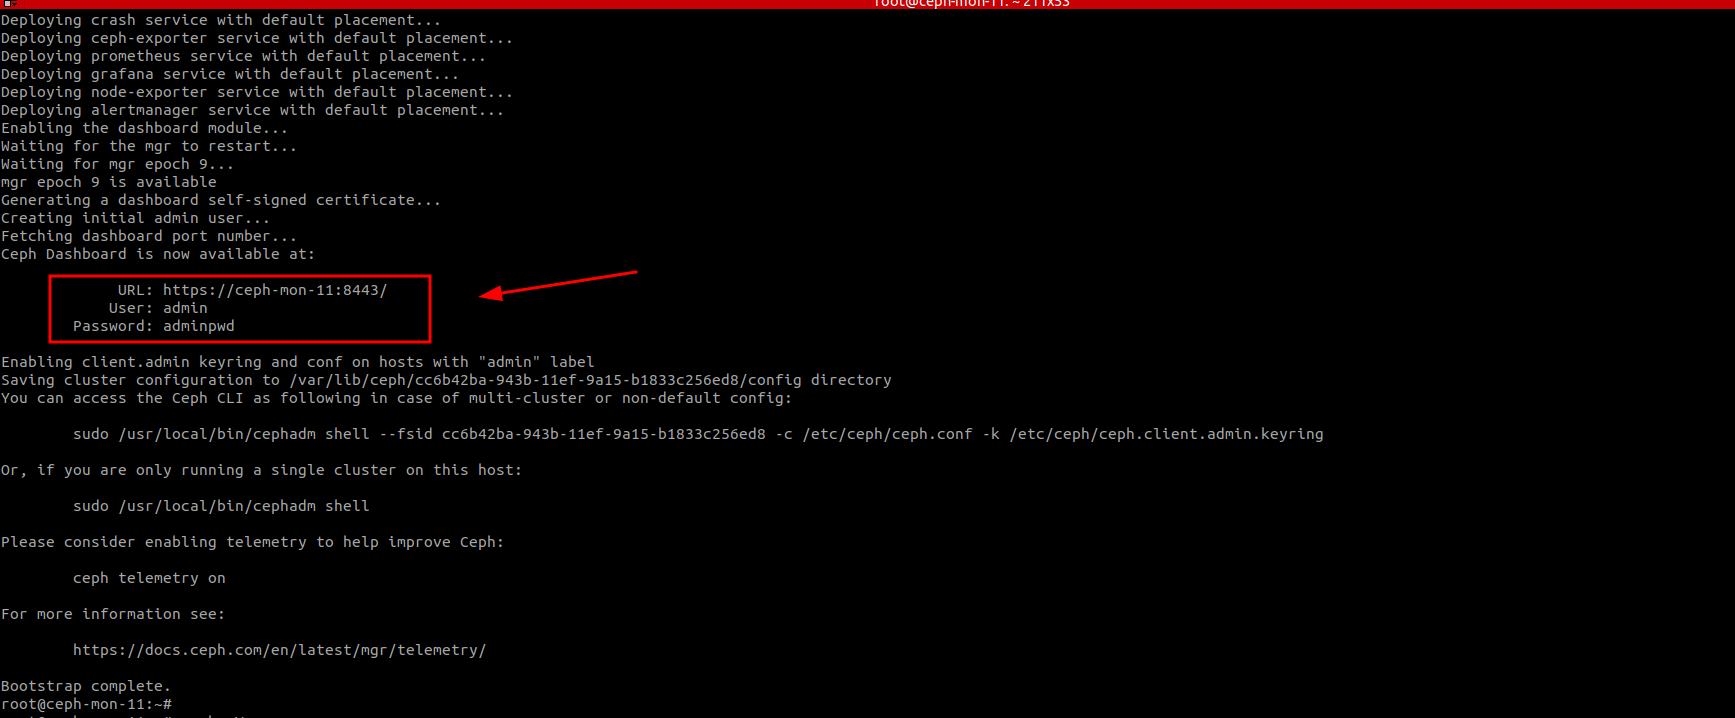 root@ceph-mon-11: ~ 211x53
Deploying crash service with default placement...
Deploying ceph-exporter service with default placement...
Deploying prometheus service with default placement...
Deploying grafana service with default placement...
Deploying node-exporter service with default placement...
Deploying alertmanager service with default placement...
Enabling the dashboard module...
Waiting for the mgr to restart...
Waiting for mgr epoch 9...
mgr epoch 9 is available
Generating a dashboard self-signed certificate...
Creating initial admin user...
Fetching dashboard port number...
Ceph Dashboard is now available at:
URL: https://ceph-mon-11:8443/
User: admin
Password: adminpwd
Enabling client.admin keyring and conf on hosts with "admin" label
Saving cluster configuration to /var/lib/ceph/cc6b42ba-943b-11ef-9a15-b1833c256ed8/config directory
You can access the Ceph CLI as following in case of multi-cluster or non-default config:
sudo /usr/local/bin/cephadm shell --fsid cc6b42ba-943b-11ef-9a15-b1833c256ed8 -c /etc/ceph/ceph.conf -k /etc/ceph/ceph.client.admin.keyring
Or, if you are only running a single cluster on this host:
sudo /usr/local/bin/cephadm shell
Please consider enabling telemetry to help improve Ceph:
ceph telemetry on
For more information see:
https://docs.ceph.com/en/latest/mgr/telemetry/
Bootstrap complete.
root@ceph-mon-11:~#